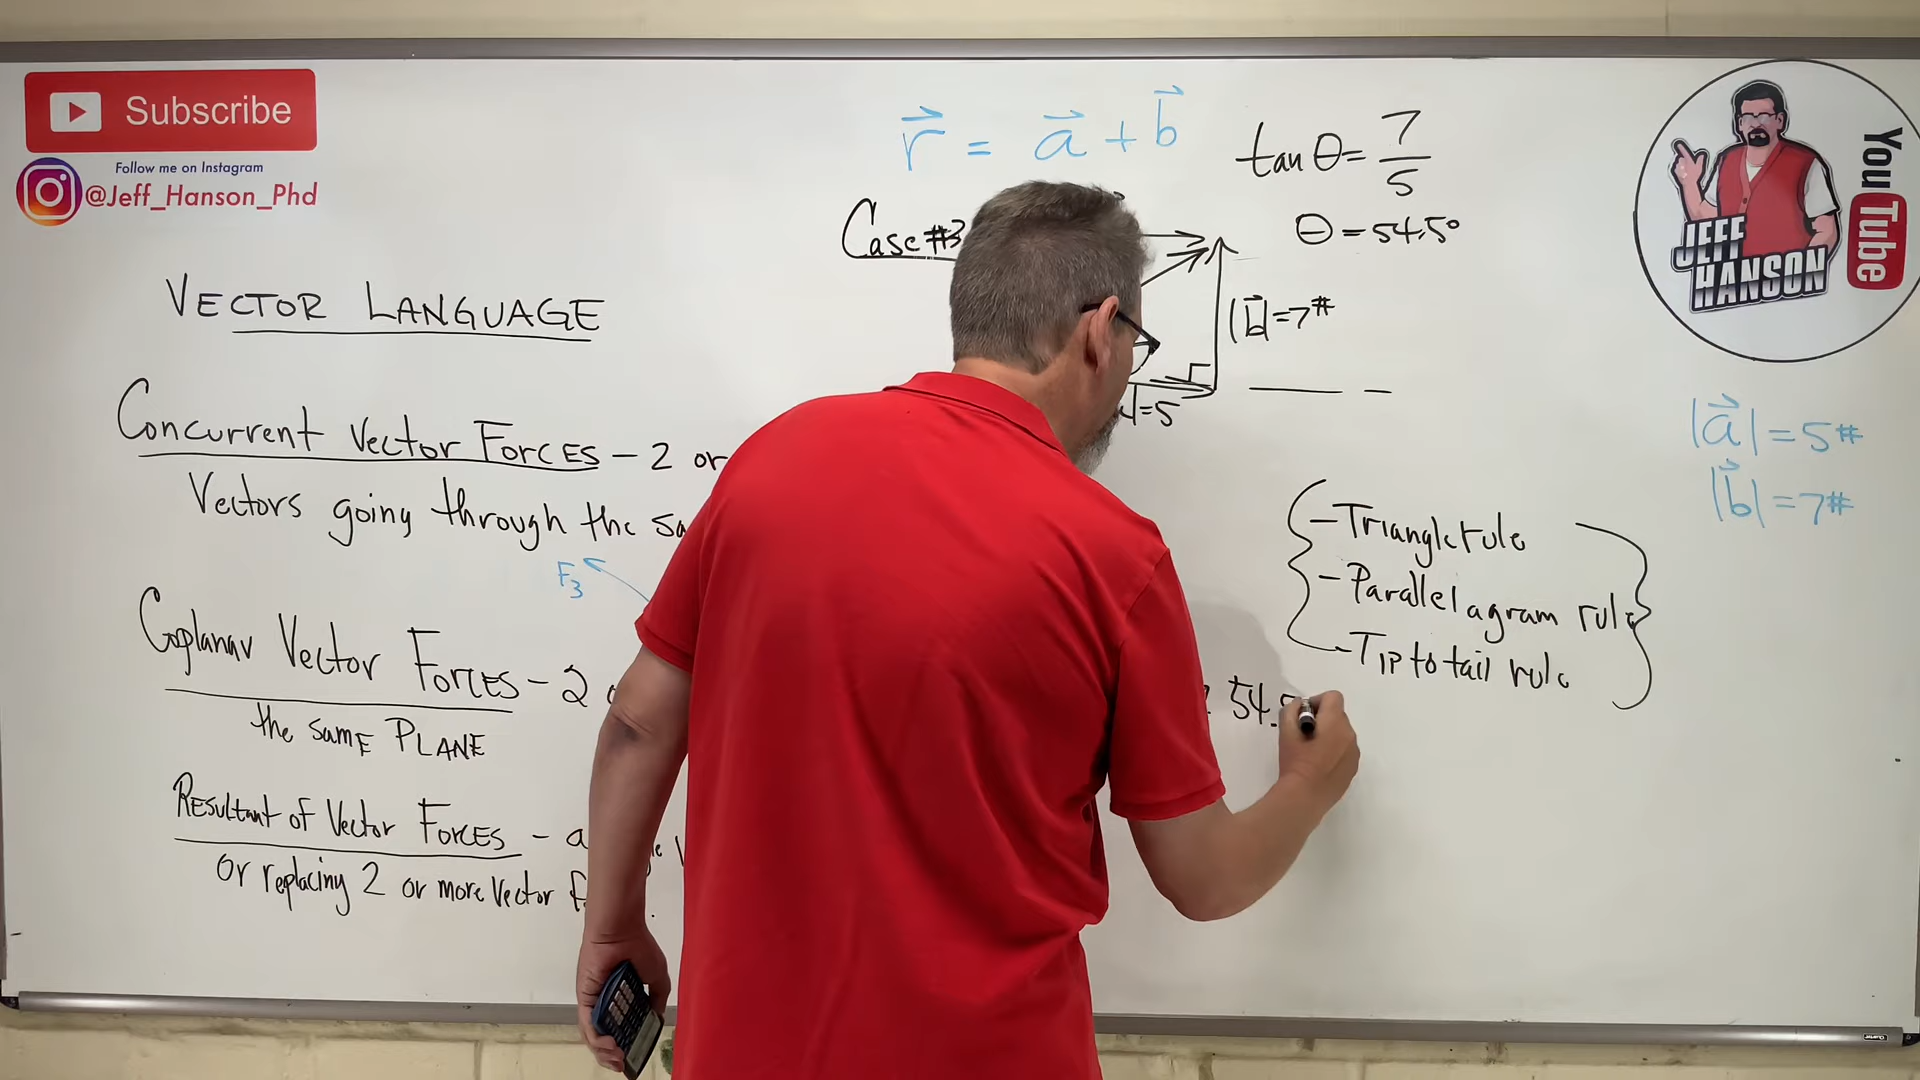 Subscribe
Follow me on Instagram
@Jeff_Hanson_Phd
r = a + b
tan θ = 7/5
θ = 54.5°
Case #3
|b| = 7#
=5
VECTOR LANGUAGE
Concurrent Vector Forces - 2 or
Vectors going through the sa
F3
Coplanar Vector Forces - 2
the same PLANE
Resultant of Vector Forces - a
or replacing 2 or more vector f
|a| = 5#
|b| = 7#
- Triangle rule
- Parallelagram rule
- Tip to tail rule
54.5
JEFF HANSON
YouTube